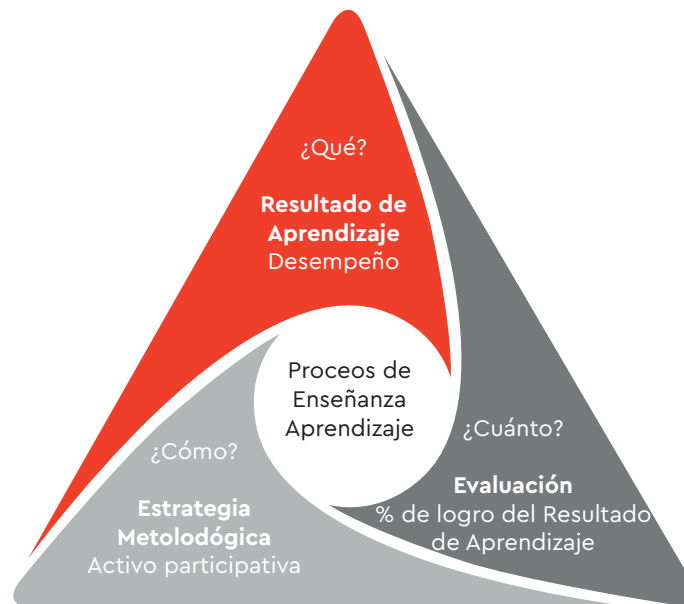 ¿Qué?
Resultado de
Aprendizaje
Desempeño
Proceos de
Enseñanza
Aprendizaje
¿Cómo?
Estrategia
Metolodógica
Activo participativa
¿Cuánto?
Evaluación
% de logro del Resultado
de Aprendizaje